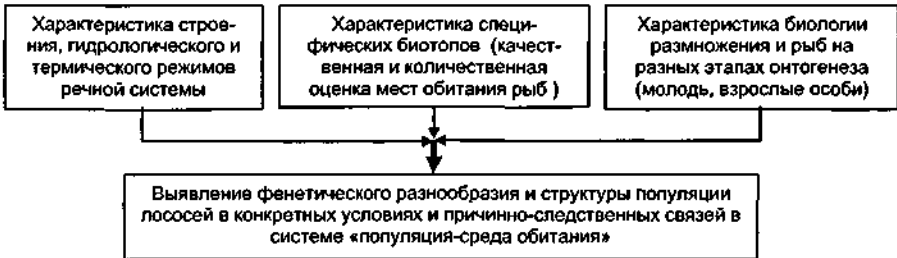 Характеристика строе-
ния, гидрологического и
термического режимов
речной системы
Характеристика специ-
фических биотопов (качест-
венная и количественная
оценка мест обитания рыб )
Характеристика биологии
размножения и рыб на
разных этапах онтогенеза
(молодь, взрослые особи)
Выявление фенетического разнообразия и структуры популяции
лососей в конкретных условиях и причинно-следственных связей в
системе «популяция-среда обитания»